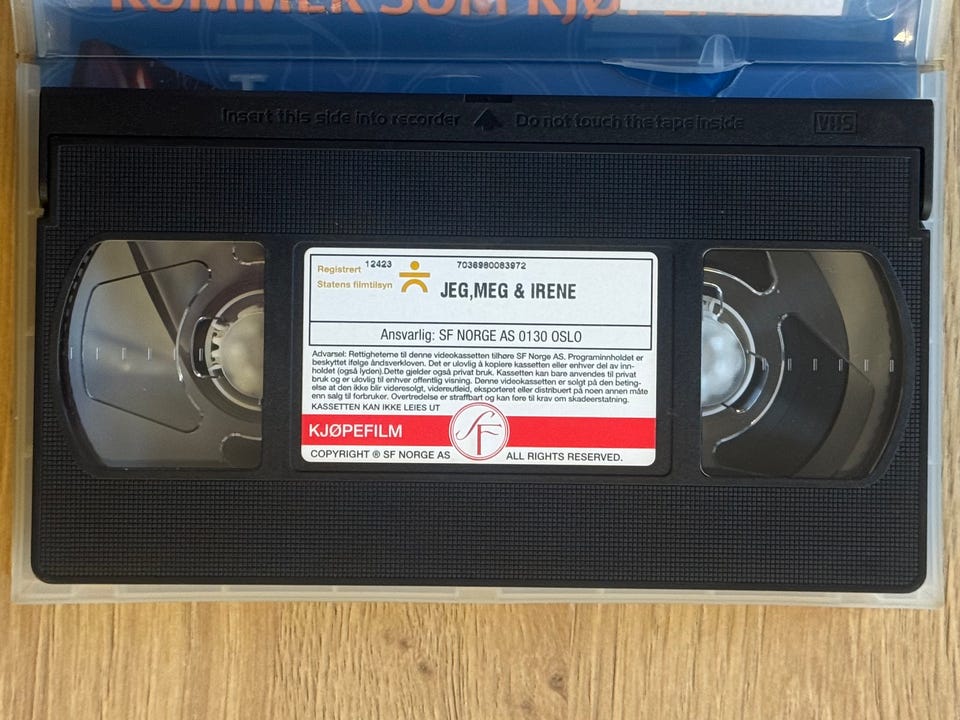 KOMMER SOM KJØPEFILM
Insert this side into recorder Do not touch the tape inside VHS
Registrert 12423 7036980083972
Statens filmtilsyn
JEG,MEG & IRENE
Ansvarlig: SF NORGE AS 0130 OSLO
Advarsel: Rettighetene til denne videokassetten tilhøre SF Norge AS. Programinnholdet er
beskyttet ifølge åndsverkloven. Det er ulovlig å kopiere kassetten eller enhver del av inn-
holdet (også lyden). Dette gjelder også privat bruk. Kassetten kan bare anvendes til privat
bruk og er ulovlig til enhver offentlig visning. Denne videokassetten er solgt på den beting-
else at den ikke blir videresolgt, videreutleid, eksporteret eller distribuert på noen annen måte
enn salg til forbruker. Overtredelse er straffbart og kan føre til krav om skadeerstatning.
KASSETTEN KAN IKKE LEIES UT
KJØPEFILM
SF
COPYRIGHT ® SF NORGE AS ALL RIGHTS RESERVED.